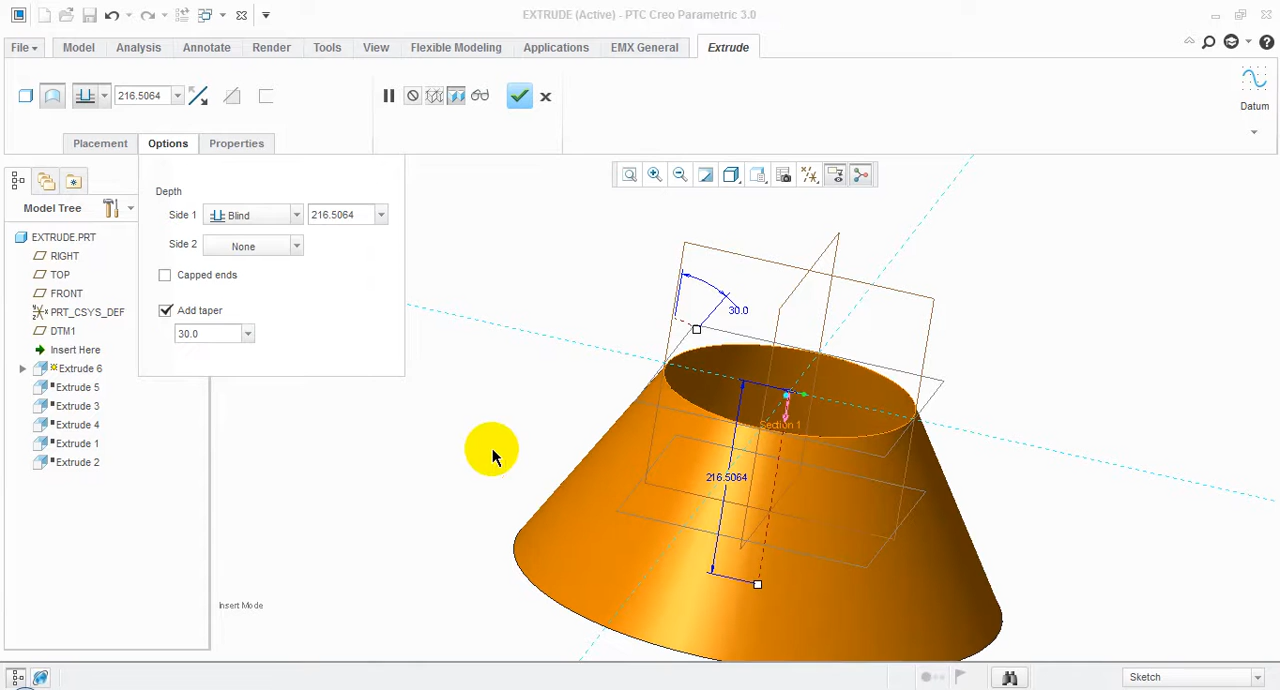 EXTRUDE (Active) - PTC Creo Parametric 3.0
File Model Analysis Annotate Render Tools View Flexible Modeling Applications EMX General Extrude
216.5064
Datum
Placement Options Properties
Model Tree
EXTRUDE.PRT
RIGHT
TOP
FRONT
PRT_CSYS_DEF
DTM1
Insert Here
Extrude 6
Extrude 5
Extrude 3
Extrude 4
Extrude 1
Extrude 2
Depth
Side 1 Blind 216.5064
Side 2 None
Capped ends
Add taper
30.0
30.0
Section 1
216.5064
Insert Mode
Sketch